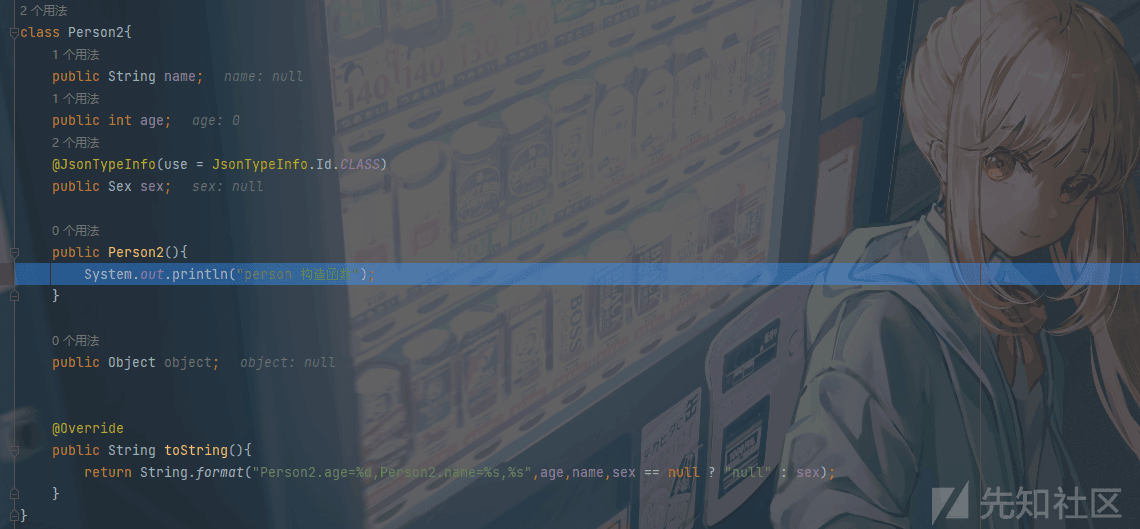 2 个用法
class Person2{
1 个用法
public String name; name: null
1 个用法
public int age; age: 0
2 个用法
@JsonTypeInfo(use = JsonTypeInfo.Id.CLASS)
public Sex sex; sex: null
0 个用法
public Person2(){
System.out.println("person 构造函数");
}
0 个用法
public Object object; object: null
@Override
public String toString(){
return String.format("Person2.age=%d,Person2.name=%s,%s",age,name,sex == null ? "null" : sex);
}
}
140 140 130
BOSS
先知社区